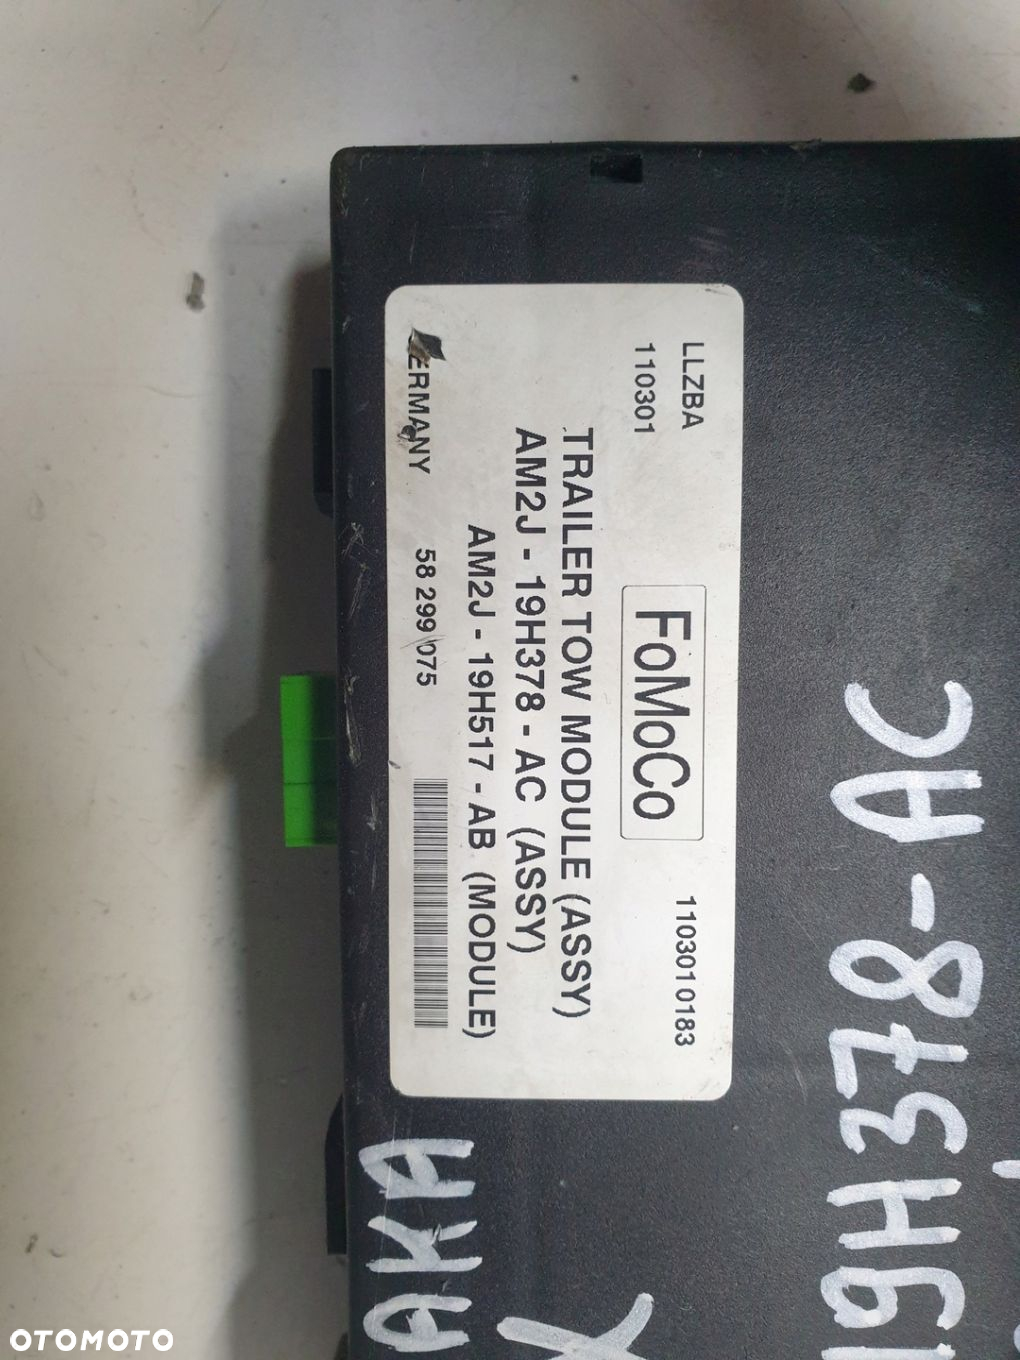 LLZBA
110301
FoMoCo
1103010183
TRAILER TOW MODULE (ASSY)
AM2J - 19H378 - AC (ASSY)
AM2J - 19H517 - AB (MODULE)
58 299 075
19H378-AC
AKA
X
OTOMOTO